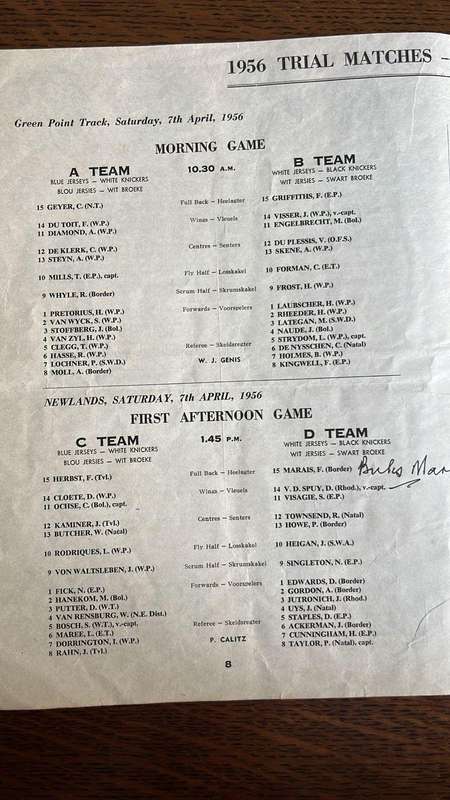 1956 TRIAL MATCHES –
Green Point Track, Saturday, 7th April, 1956
MORNING GAME
A TEAM 10.30 A.M. B TEAM
BLUE JERSEYS — WHITE KNICKERS WHITE JERSEYS — BLACK KNICKERS
BLOU JERSIES — WIT BROEKE WIT JERSIES — SWART BROEKE
15 GEYER, C. (N.T.) Full Back — Heelagter 15 GRIFFITHS, F. (E.P.)
14 DU TOIT, F. (W.P.) Wings — Vleuels 14 VISSER, J. (W.P.), v.-capt.
11 DIAMOND, A. (W.P.) 11 ENGELBRECHT, M. (Bol.)
12 DE KLERK, C. (W.P.) Centres — Senters 12 DU PLESSIS, V. (O.F.S.)
13 STEYN, A. (W.P.) 13 SKENE, A. (W.P.)
10 MILLS, T. (E.P.), capt. Fly Half — Losskakel 10 FORMAN, C. (E.T.)
9 WHYLE, R. (Border) Scrum Half — Skrumskakel 9 FROST, H. (W.P.)
1 PRETORIUS, H. (W.P.) Forwards — Voorspelers 1 LAUBSCHER, H. (W.P.)
2 VAN WYCK, S. (W.P.) 2 RHEEDER, H. (W.P.)
3 STOFFBERG, J. (Bol.) 3 LATEGAN, M. (S.W.D.)
4 VAN ZYL, H. (W.P.) 4 NAUDE, J. (Bol.)
5 CLEGG, T. (W.P.) Referee — Skeidsregter 5 STRYDOM, L. (W.P.), capt.
6 HASSE, R. (W.P.) 6 DE NYSSCHEN, C. (Natal)
7 LOCHNER, P. (S.W.D.) W. J. GENIS 7 HOLMES, B. (W.P.)
8 MOLL, A. (Border) 8 KINGWELL, F. (E.P.)
NEWLANDS, SATURDAY, 7th APRIL, 1956
FIRST AFTERNOON GAME
C TEAM 1.45 P.M. D TEAM
BLUE JERSEYS — WHITE KNICKERS WHITE JERSEYS — BLACK KNICKERS
BLOU JERSIES — WIT BROEKE WIT JERSIES — SWART BROEKE
15 HERBST, F. (Tvl.) Full Back — Heelagter 15 MARAIS, F. (Border)
14 CLOETE, D. (W.P.) Wings — Vleuels 14 V. D. SPUY, D. (Rhod.), v.-capt.
11 OCHSE, C. (Bol.), capt. 11 VISAGIE, S. (E.P.)
12 KAMINER, J. (Tvl.) Centres — Senters 12 TOWNSEND, R. (Natal)
13 BUTCHER, W. (Natal) 13 HOWE, P. (Border)
10 RODRIQUES, L. (W.P.) Fly Half — Losskakel 10 HEIGAN, J. (S.W.A.)
9 VON WALTSLEBEN, J. (W.P.) Scrum Half — Skrumskakel 9 SINGLETON, N. (E.P.)
1 FICK, N. (E.P.) Forwards — Voorspelers 1 EDWARDS, D. (Border)
2 HANEKOM, M. (Bol.) 2 GORDON, A. (Border)
3 PUTTER, D. (W.T.) 3 JUTRONICH, J. (Rhod.)
4 VAN RENSBURG, W. (N.E. Dist.) 4 UYS, J. (Natal)
5 BOSCH, S. (W.T.), v.-capt. Referee — Skeidsregter 5 STAPLES, D. (E.P.)
6 MAREE, L. (E.T.) 6 ACKERMAN, J. (Border)
7 DORRINGTON, I. (W.P.) P. CALITZ 7 CUNNINGHAM, H. (E.P.)
8 RAHN, J. (Tvl.) 8 TAYLOR, P. (Natal), capt.
8